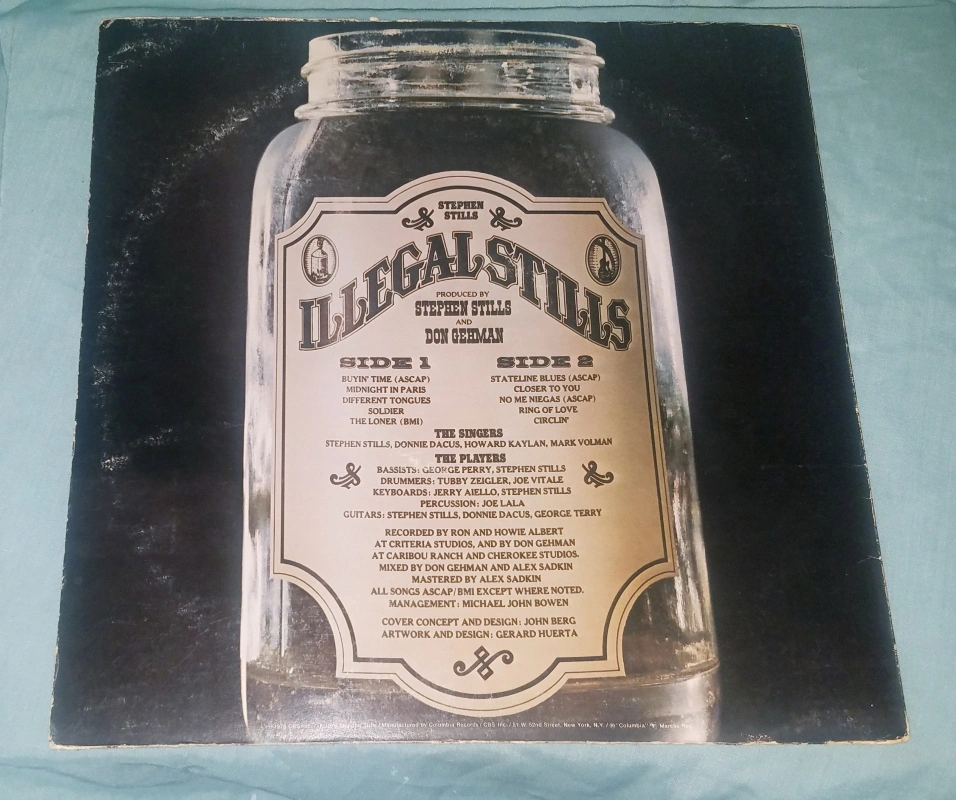 STEPHEN
STILLS
ILLEGAL STILLS
PRODUCED BY
STEPHEN STILLS
AND
DON GEHMAN
SIDE 1
BUYIN' TIME (ASCAP)
MIDNIGHT IN PARIS
DIFFERENT TONGUES
SOLDIER
THE LONER (BMI)
SIDE 2
STATELINE BLUES (ASCAP)
CLOSER TO YOU
NO ME NIEGAS (ASCAP)
RING OF LOVE
CIRCLIN'
THE SINGERS
STEPHEN STILLS, DONNIE DACUS, HOWARD KAYLAN, MARK VOLMAN
THE PLAYERS
BASSISTS: GEORGE PERRY, STEPHEN STILLS
DRUMMERS: TUBBY ZEIGLER, JOE VITALE
KEYBOARDS: JERRY AIELLO, STEPHEN STILLS
PERCUSSION: JOE LALA
GUITARS: STEPHEN STILLS, DONNIE DACUS, GEORGE TERRY
RECORDED BY RON AND HOWIE ALBERT
AT CRITERIA STUDIOS, AND BY DON GEHMAN
AT CARIBOU RANCH AND CHEROKEE STUDIOS.
MIXED BY DON GEHMAN AND ALEX SADKIN
MASTERED BY ALEX SADKIN
ALL SONGS ASCAP/BMI EXCEPT WHERE NOTED.
MANAGEMENT: MICHAEL JOHN BOWEN
COVER CONCEPT AND DESIGN: JOHN BERG
ARTWORK AND DESIGN: GERARD HUERTA
Manufactured by Columbia Records / CBS Inc. / 51 W. 52nd Street, New York, N.Y. / ® "Columbia"